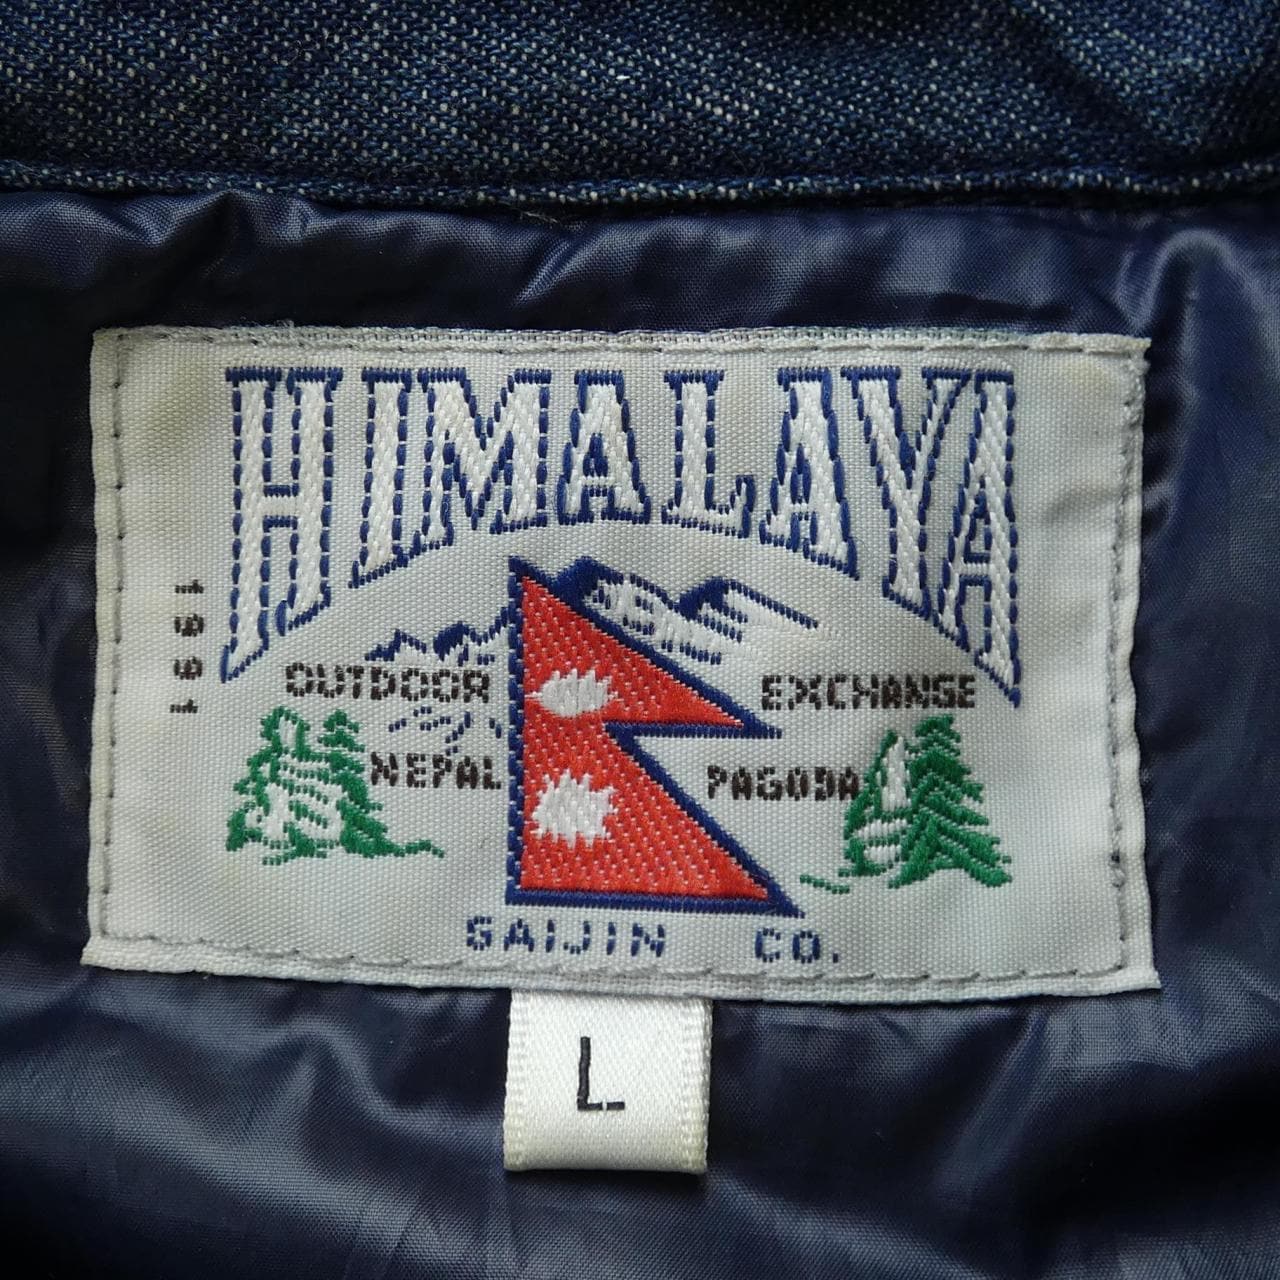 HIMALAYA
1991
OUTDOOR EXCHANGE
NEPAL PAGODA
SAIJIN CO.
L